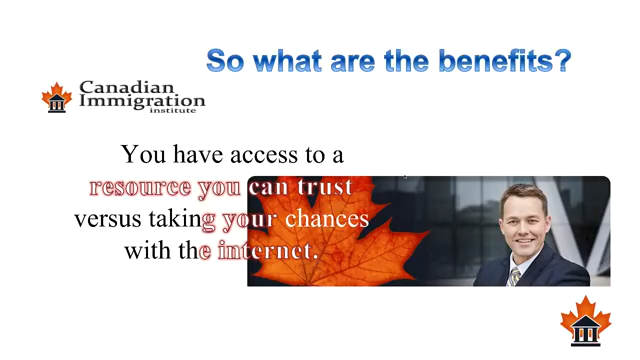 So what are the benefits?
Canadian
Immigration
institute
You have access to a
resource you can trust
versus taking your chances
with the internet.